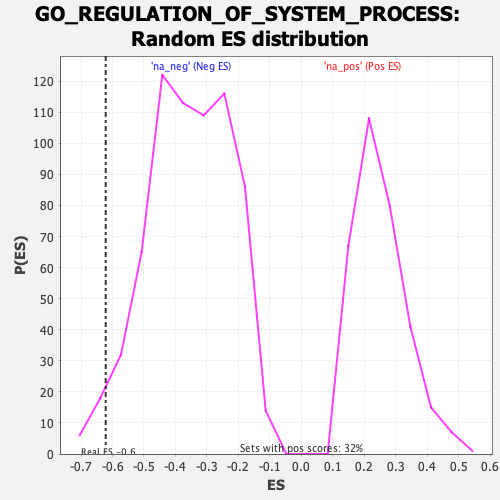 GO_REGULATION_OF_SYSTEM_PROCESS:
Random ES distribution
'na_neg' (Neg ES)
'na_pos' (Pos ES)
120
110
100
90
80
70
60
50
40
30
20
10
0
P(ES)
Real ES -0.6
Sets with pos scores: 32%
-0.7 -0.6 -0.5 -0.4 -0.3 -0.2 -0.1 0.0 0.1 0.2 0.3 0.4 0.5 0.6
ES